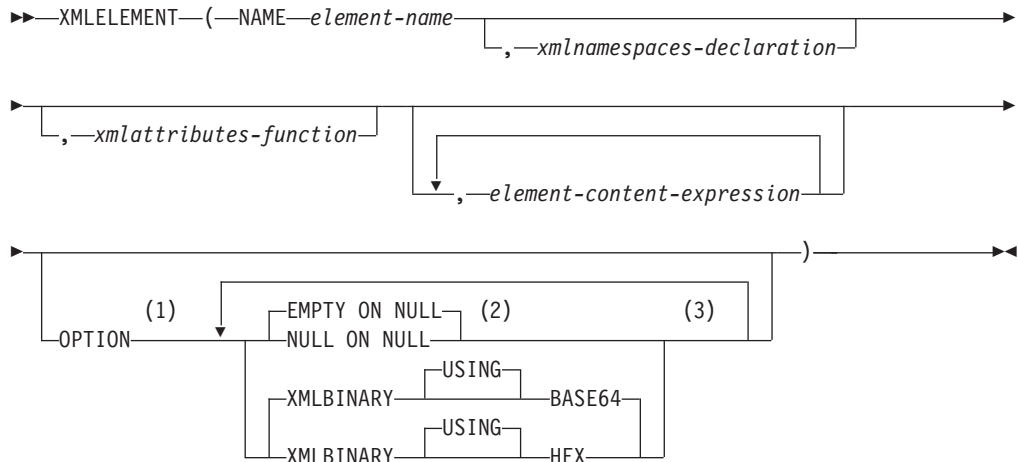 XMLELEMENT ( NAME element-name
, xmlnamespaces-declaration
, xmlattributes-function
, element-content-expression
)
(1) EMPTY ON NULL (2) (3)
OPTION NULL ON NULL
USING
XMLBINARY BASE64
USING
XMLBINARY HEX